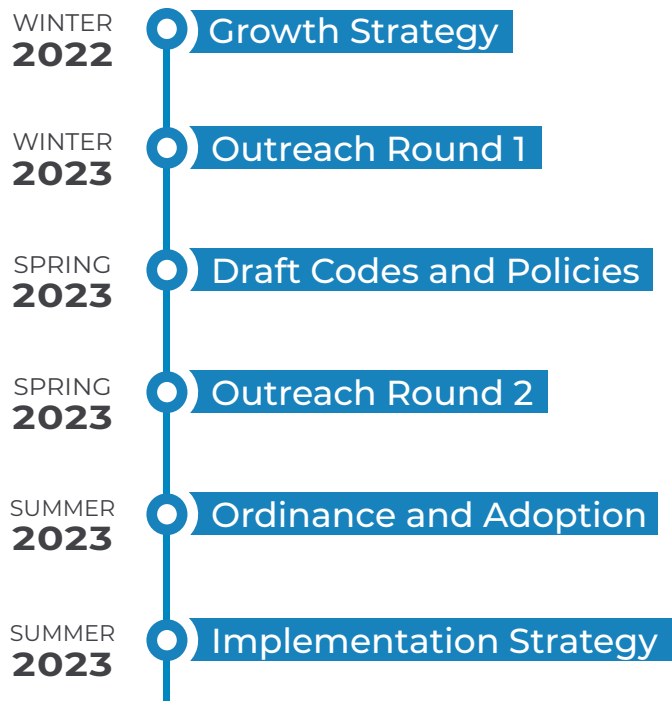 WINTER
2022
Growth Strategy
WINTER
2023
Outreach Round 1
SPRING
2023
Draft Codes and Policies
SPRING
2023
Outreach Round 2
SUMMER
2023
Ordinance and Adoption
SUMMER
2023
Implementation Strategy